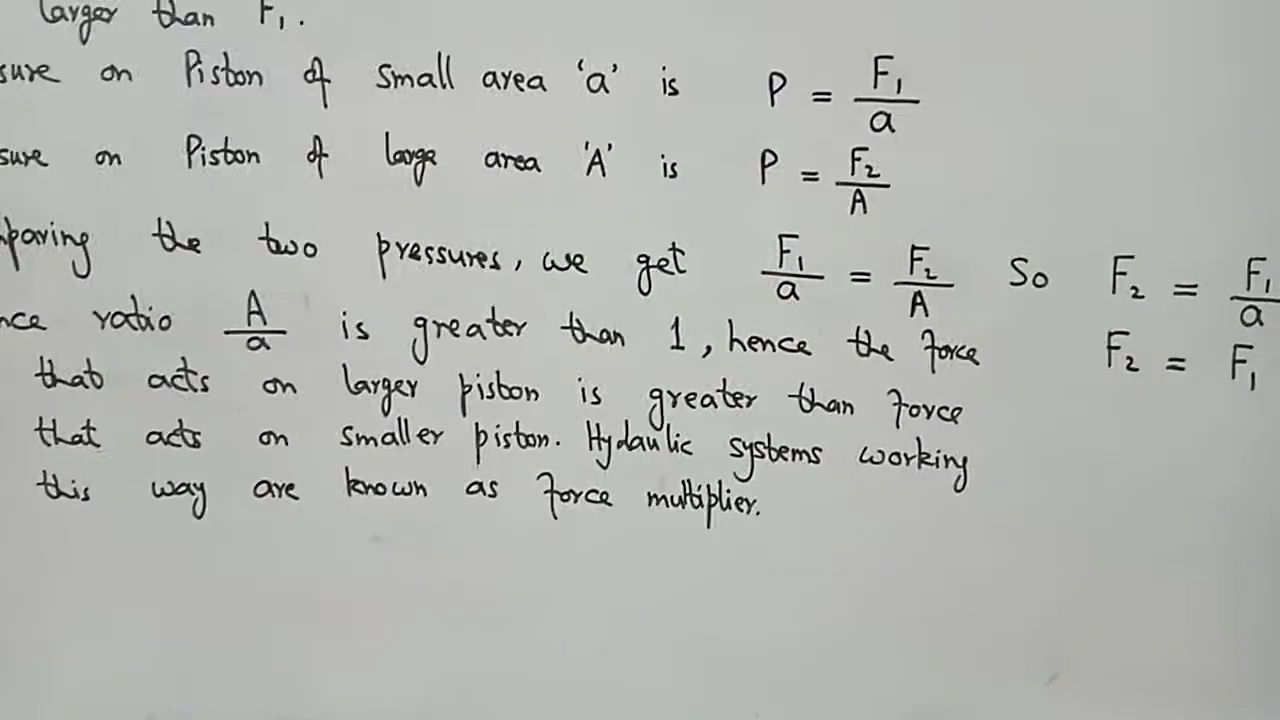 larger than F₁.
sure on Piston of small area 'a' is P = F₁/a
sure on Piston of large area 'A' is P = F₂/A
paring the two pressures, we get F₁/a = F₂/A So F₂ = F₁/a
nce ratio A/a is greater than 1, hence the force F₂ = F₁
that acts on larger piston is greater than force
that acts on smaller piston. Hydaulic systems working
this way are known as force multiplier.